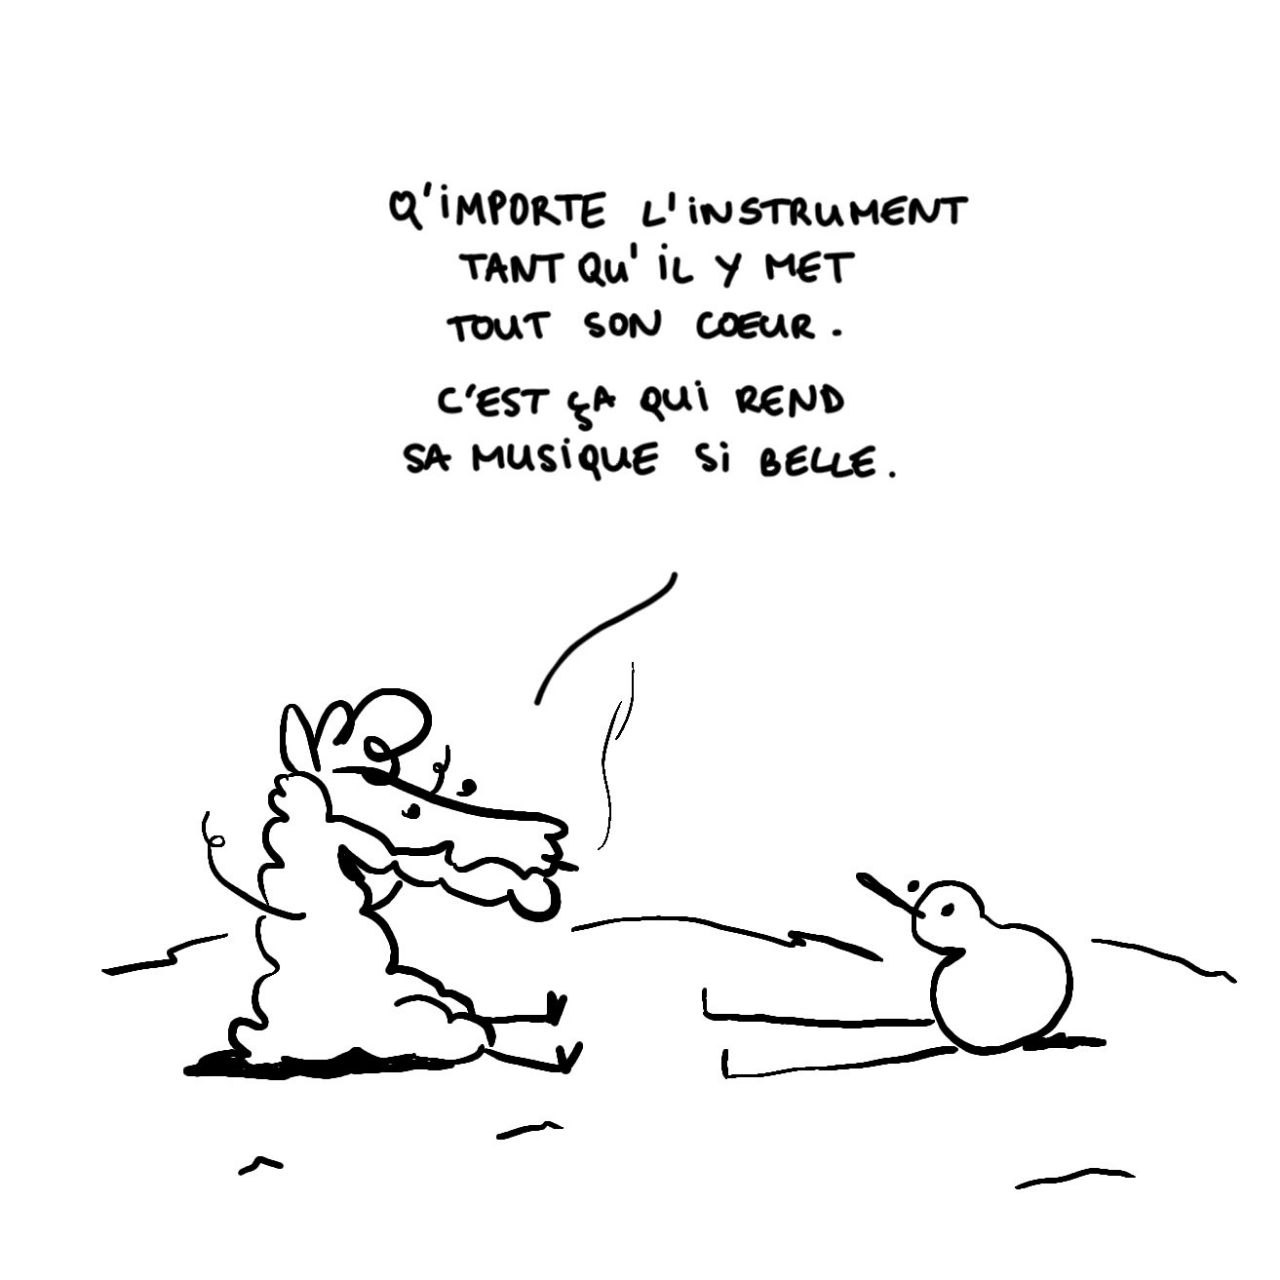 Q'IMPORTE L'INSTRUMENT
TANT QU'IL Y MET
TOUT SON COEUR.
C'EST ÇA QUI REND
SA MUSIQUE SI BELLE.